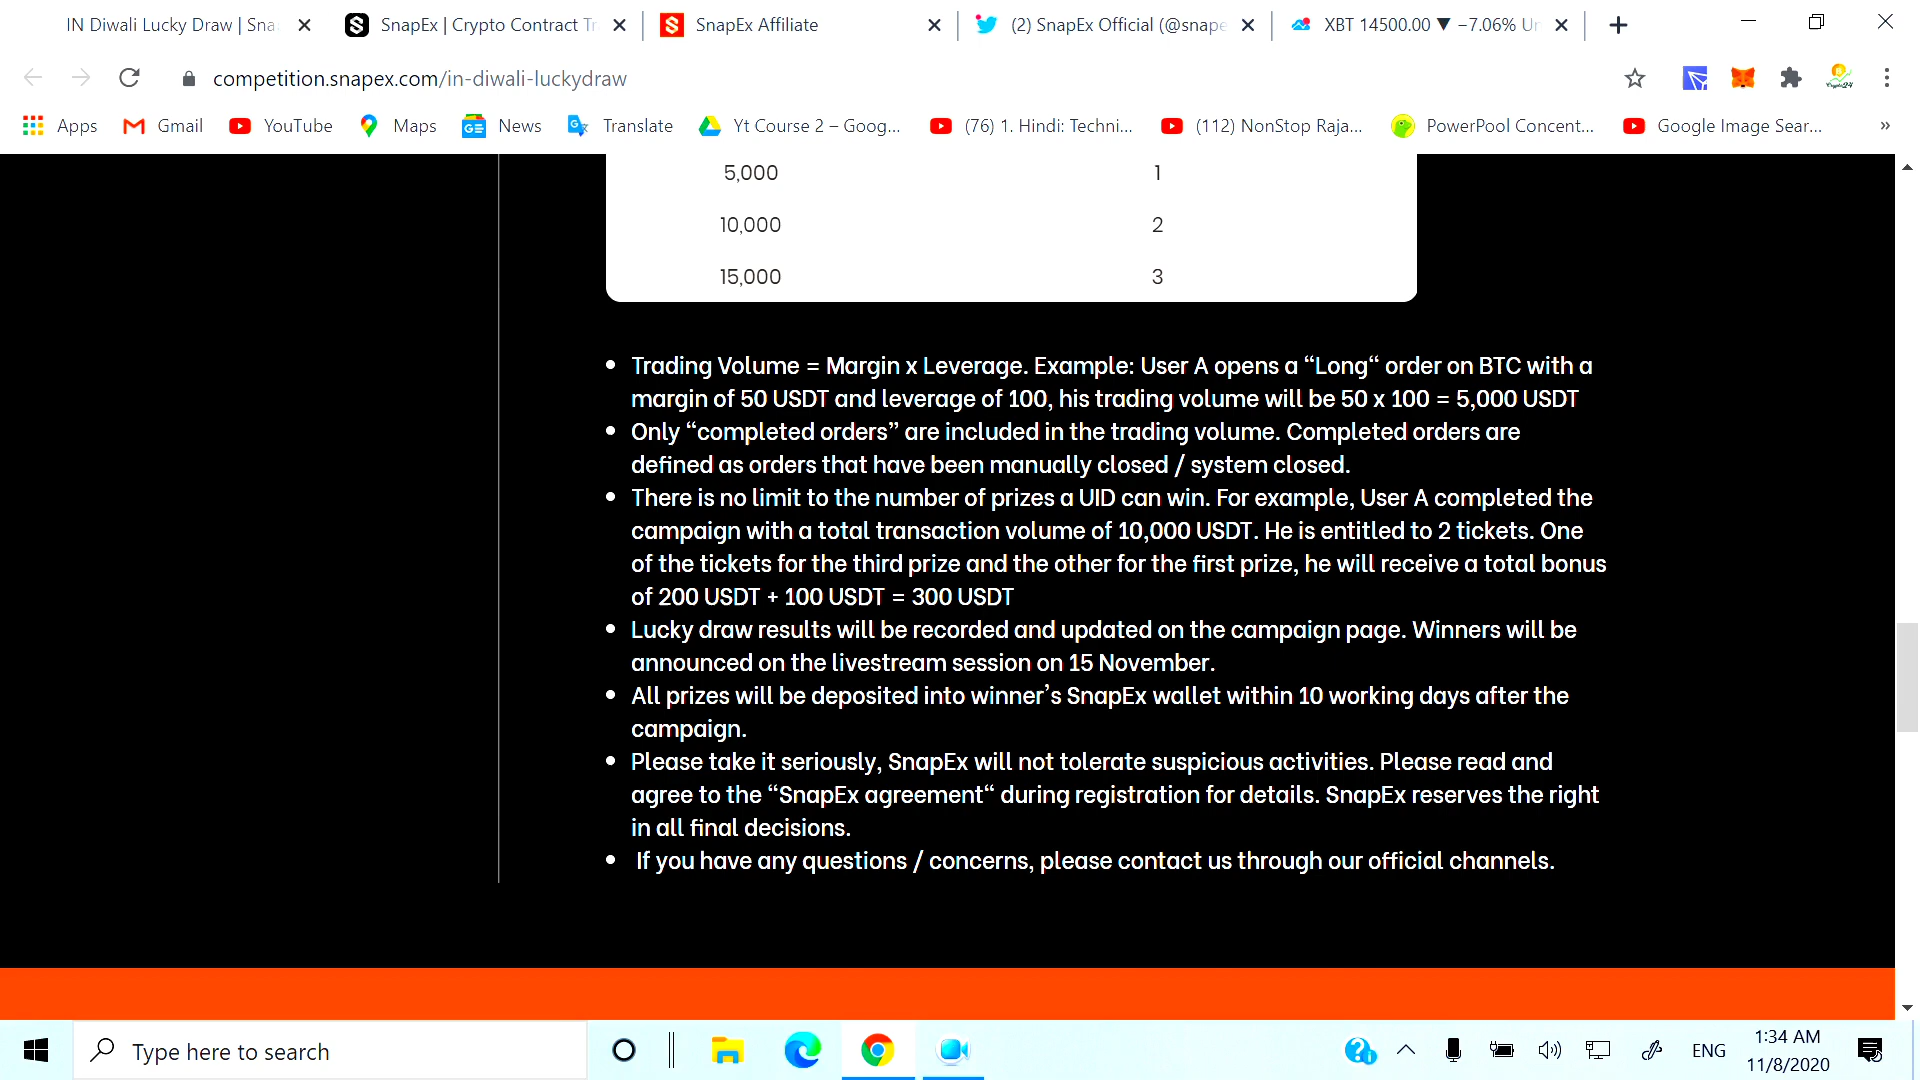 IN Diwali Lucky Draw | Sna
SnapEx | Crypto Contract Tr
SnapEx Affiliate
(2) SnapEx Official (@snape
XBT 14500.00 ▼ −7.06% Un
competition.snapex.com/in-diwali-luckydraw
Apps
Gmail
YouTube
Maps
News
Translate
Yt Course 2 – Goog...
(76) 1. Hindi: Techni...
(112) NonStop Raja...
PowerPool Concent...
Google Image Sear...
»
5,000 1
10,000 2
15,000 3
• Trading Volume = Margin x Leverage. Example: User A opens a “Long“ order on BTC with a
margin of 50 USDT and leverage of 100, his trading volume will be 50 x 100 = 5,000 USDT
• Only “completed orders” are included in the trading volume. Completed orders are
defined as orders that have been manually closed / system closed.
• There is no limit to the number of prizes a UID can win. For example, User A completed the
campaign with a total transaction volume of 10,000 USDT. He is entitled to 2 tickets. One
of the tickets for the third prize and the other for the first prize, he will receive a total bonus
of 200 USDT + 100 USDT = 300 USDT
• Lucky draw results will be recorded and updated on the campaign page. Winners will be
announced on the livestream session on 15 November.
• All prizes will be deposited into winner’s SnapEx wallet within 10 working days after the
campaign.
• Please take it seriously, SnapEx will not tolerate suspicious activities. Please read and
agree to the “SnapEx agreement“ during registration for details. SnapEx reserves the right
in all final decisions.
• If you have any questions / concerns, please contact us through our official channels.
Type here to search
ENG
1:34 AM
11/8/2020